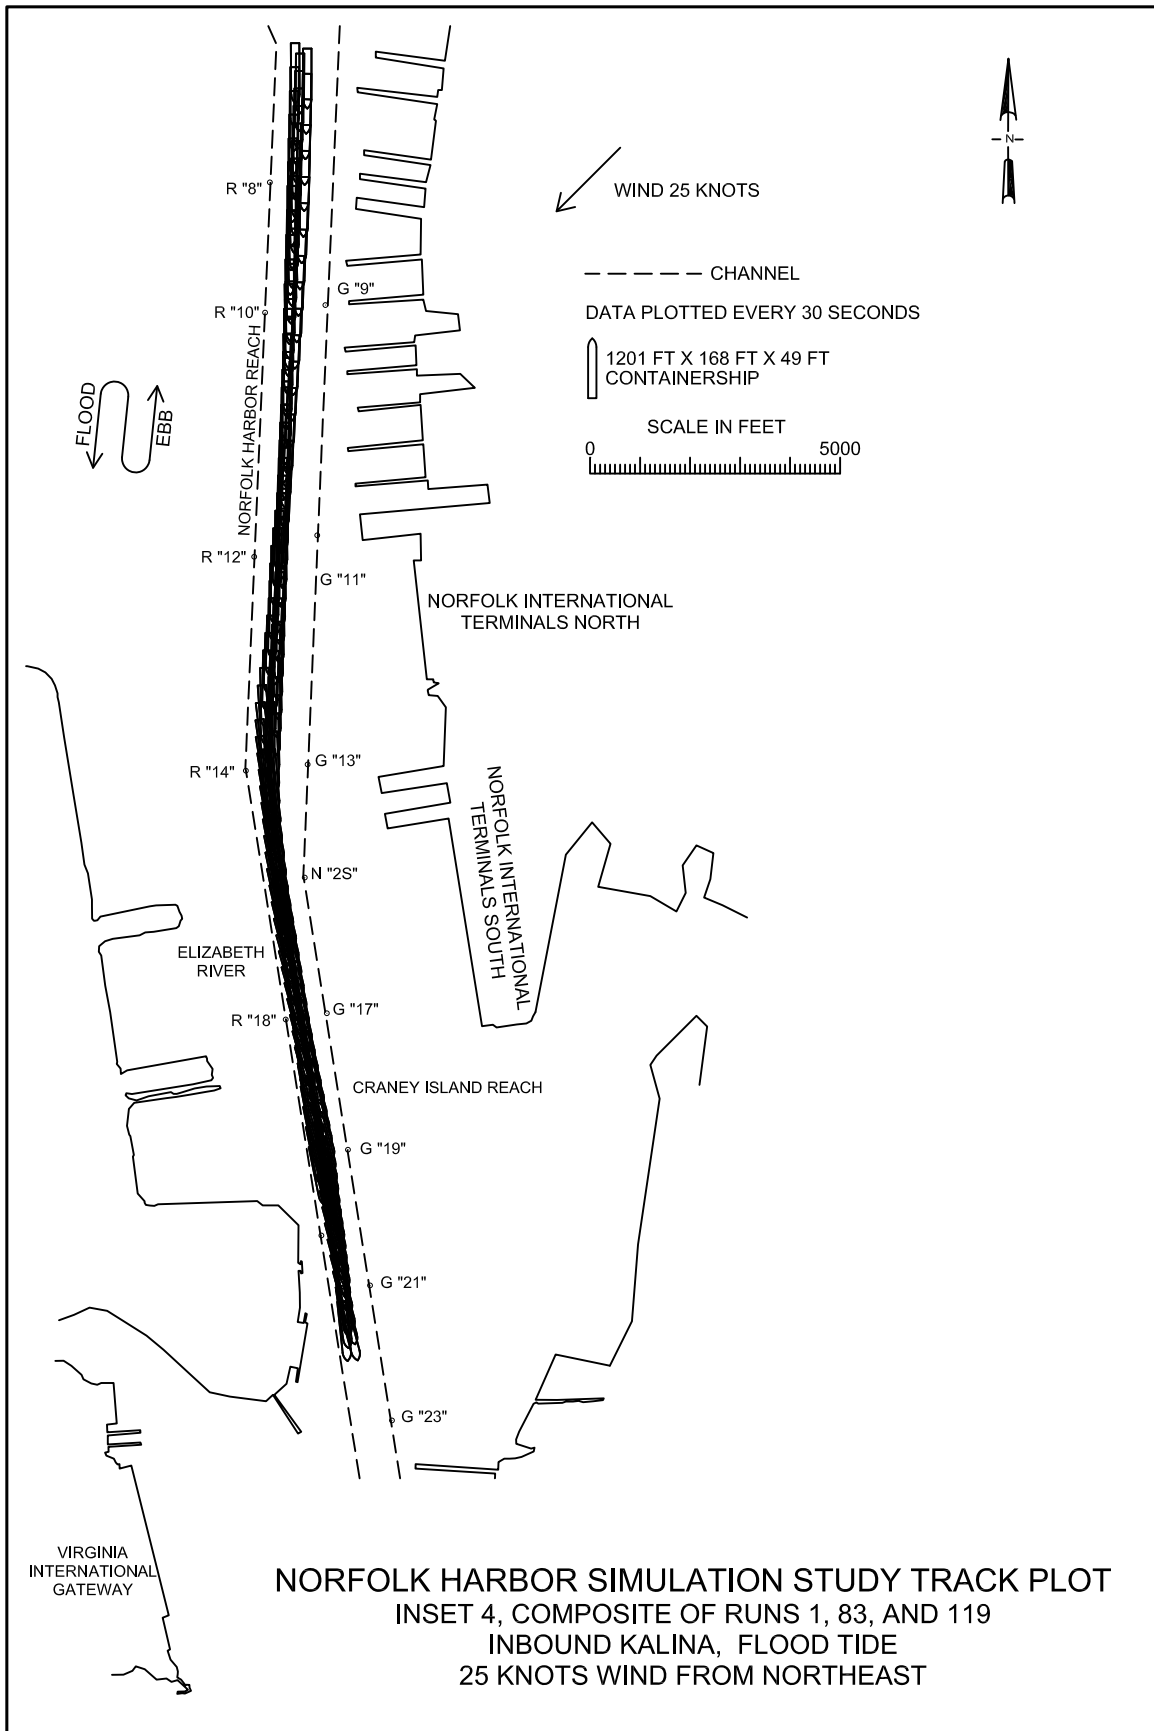 N
R "8"
WIND 25 KNOTS
CHANNEL
G "9"
R "10"
DATA PLOTTED EVERY 30 SECONDS
1201 FT X 168 FT X 49 FT
CONTAINERSHIP
NORFOLK HARBOR REACH
FLOOD
EBB
SCALE IN FEET
0 5000
R "12"
G "11"
NORFOLK INTERNATIONAL
TERMINALS NORTH
R "14"
G "13"
NORFOLK INTERNATIONAL
TERMINALS SOUTH
N "2S"
ELIZABETH
RIVER
R "18"
G "17"
CRANEY ISLAND REACH
G "19"
G "21"
G "23"
VIRGINIA
INTERNATIONAL
GATEWAY
NORFOLK HARBOR SIMULATION STUDY TRACK PLOT
INSET 4, COMPOSITE OF RUNS 1, 83, AND 119
INBOUND KALINA, FLOOD TIDE
25 KNOTS WIND FROM NORTHEAST